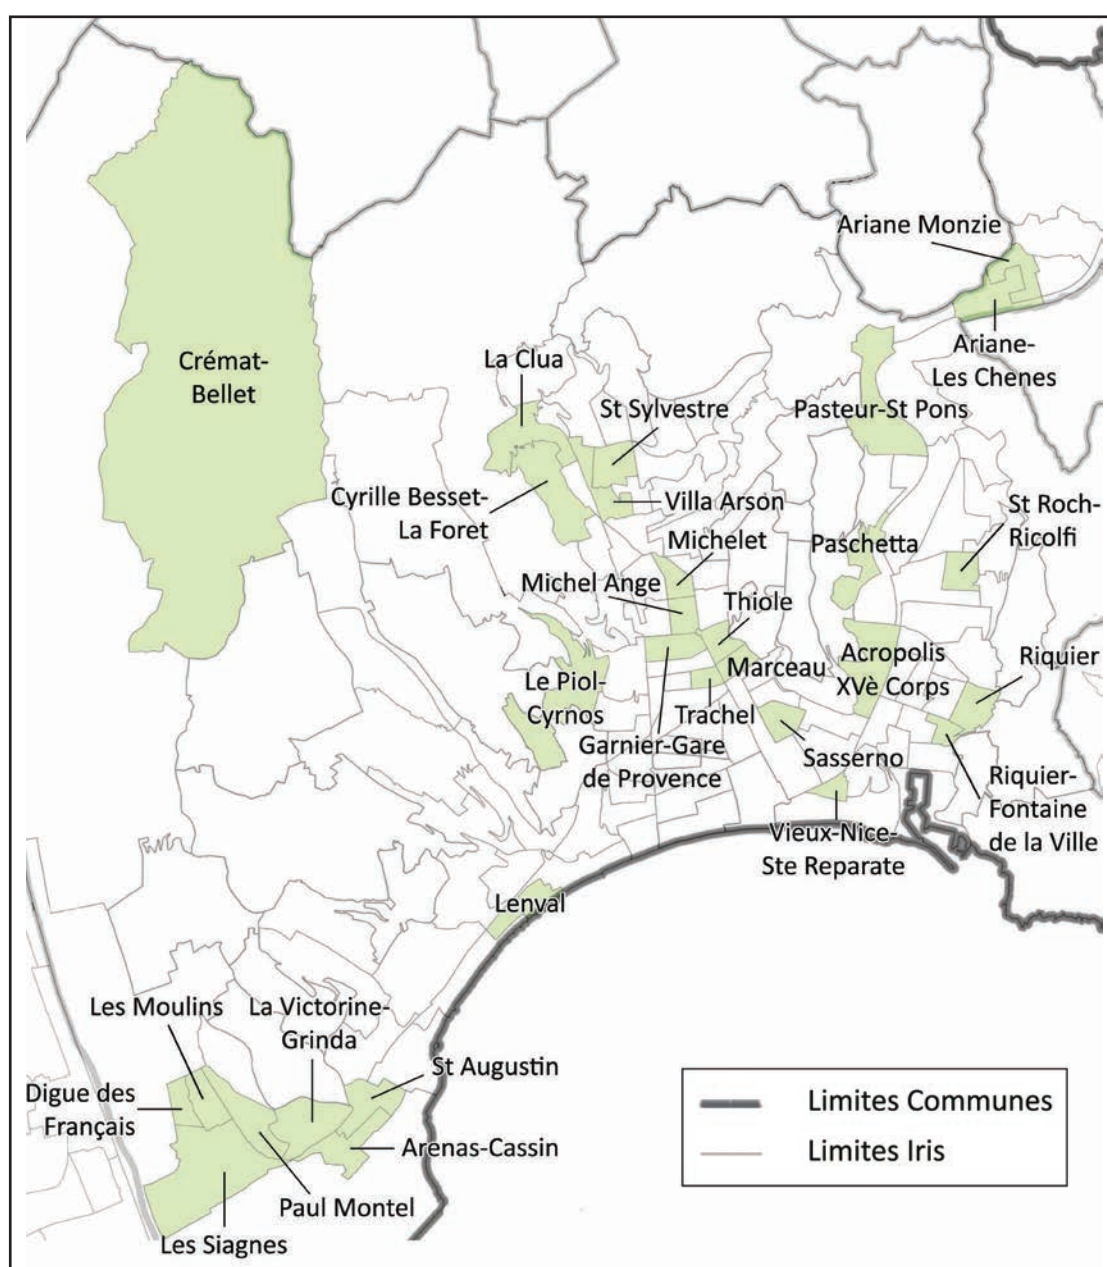 Ariane Monzie
Crémat-
Bellet
La Clua
Ariane-
Les Chenes
St Sylvestre
Pasteur-St Pons
Cyrille Besset-
La Foret
Villa Arson
St Roch-
Ricolfi
Michelet
Paschetta
Michel Ange
Thiole
Marceau
Acropolis
XVè Corps
Riquier
Le Piol-
Cyrnos
Trachel
Garnier-Gare
de Provence
Sasserno
Riquier-
Fontaine
de la Ville
Vieux-Nice-
Ste Reparate
Lenval
Les Moulins
La Victorine-
Grinda
St Augustin
Digue des
Français
Arenas-Cassin
Paul Montel
Les Siagnes
Limites Communes
Limites Iris